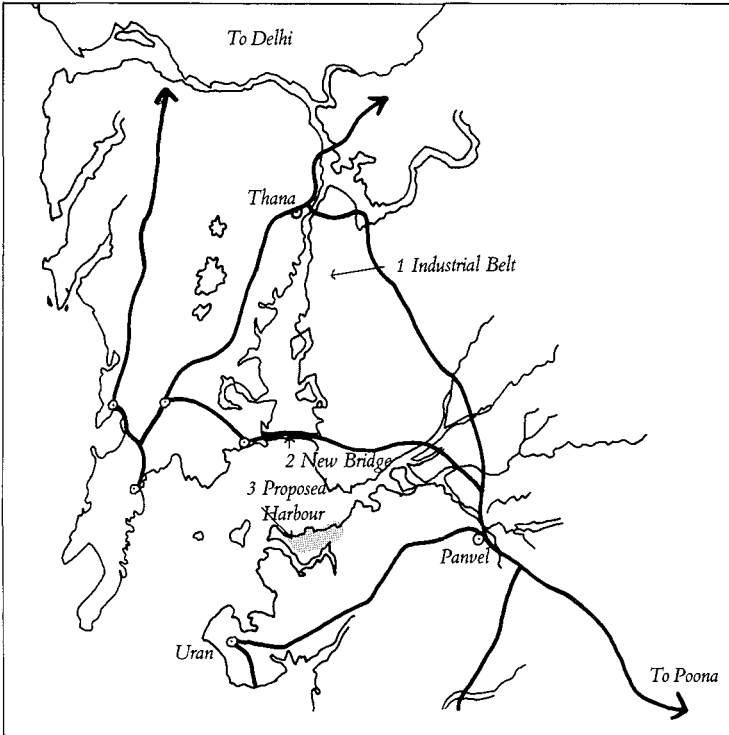 To Delhi
Thana
1 Industrial Belt
2 New Bridge
3 Proposed
Harbour
Panvel
Uran
To Poona